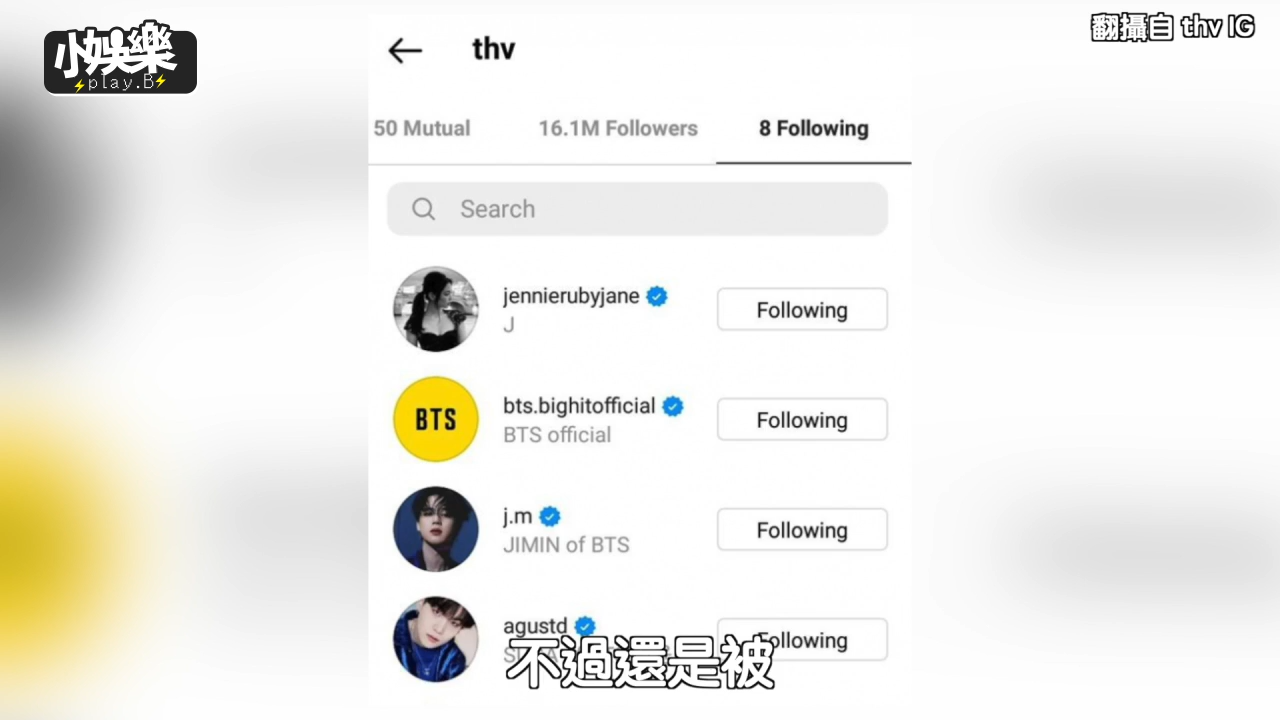 小娛樂
play.B
翻攝自 thv IG
thv
50 Mutual
16.1M Followers
8 Following
Search
jennierubyjane
J
Following
bts.bighitofficial
BTS
BTS official
Following
j.m
JIMIN of BTS
Following
agustd
Following
不過還是被